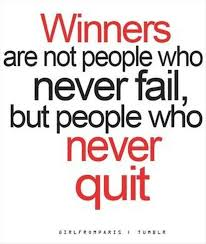 Winners
are not people who
never fail,
but people who
never
quit
GIRLFROMPARIS | TUMBLR